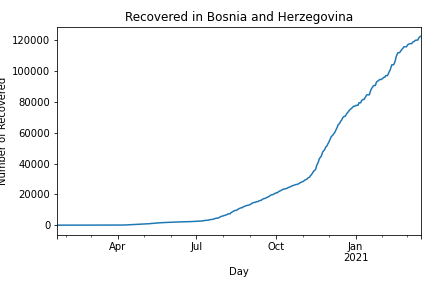 Recovered in Bosnia and Herzegovina
120000
100000
80000
60000
40000
20000
0
Number of Recovered
Apr Jul Oct Jan
2021
Day